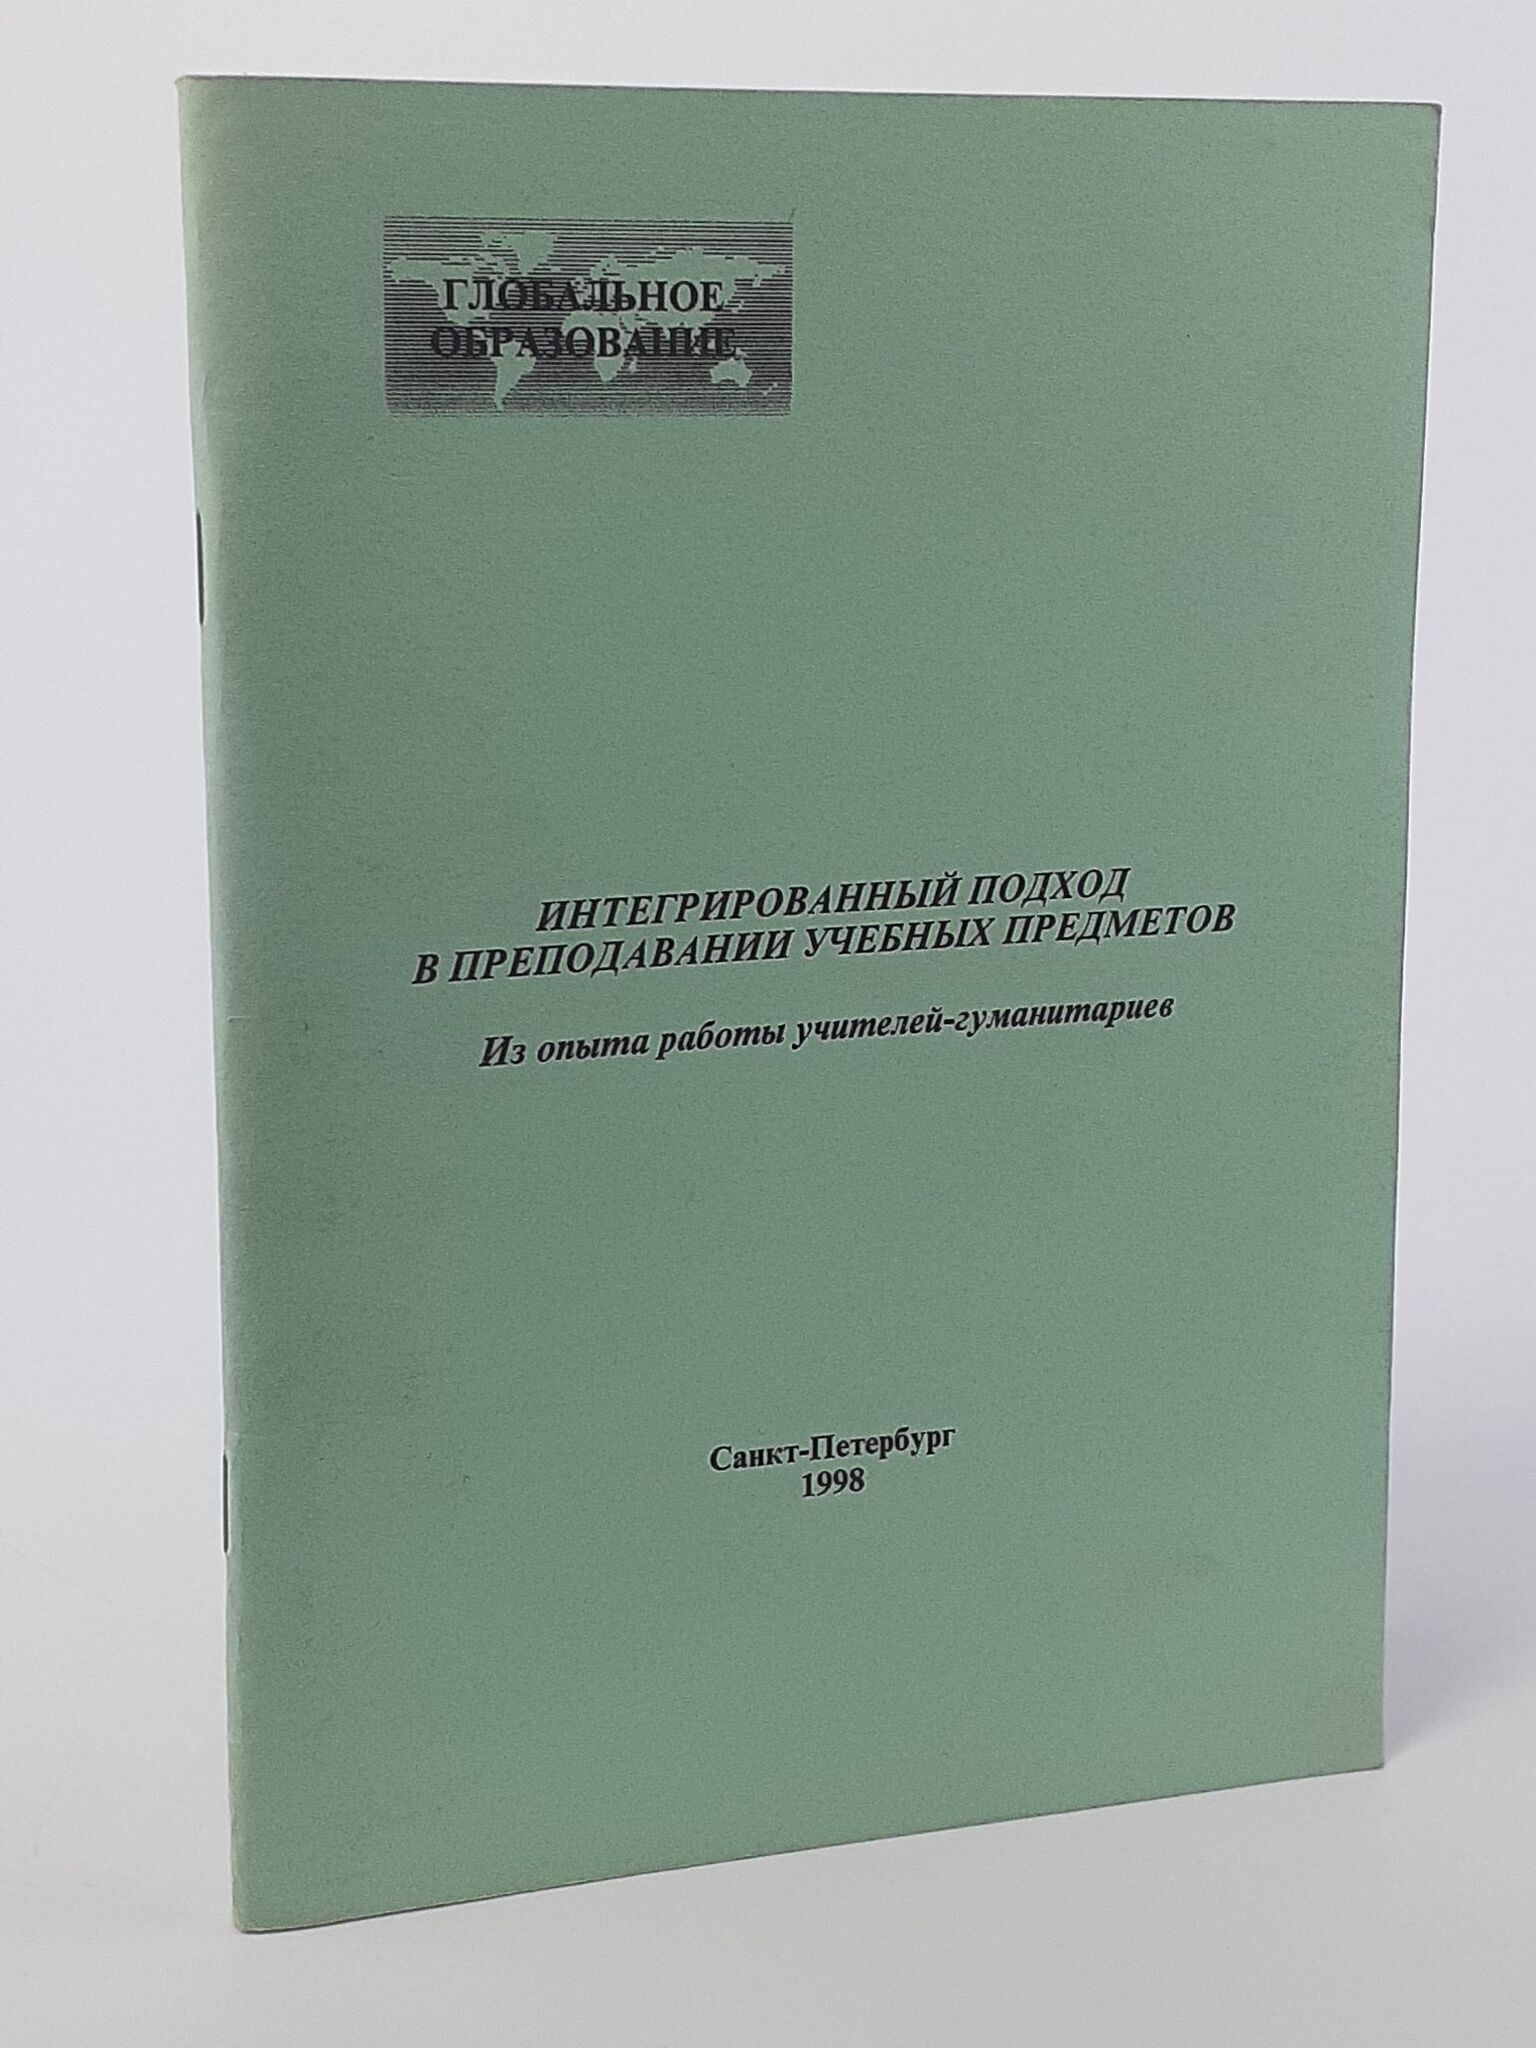 ГЛОБАЛЬНОЕ
ОБРАЗОВАНИЕ
ИНТЕГРИРОВАННЫЙ ПОДХОД
В ПРЕПОДАВАНИИ УЧЕБНЫХ ПРЕДМЕТОВ
Из опыта работы учителей-гуманитариев
Санкт-Петербург
1998